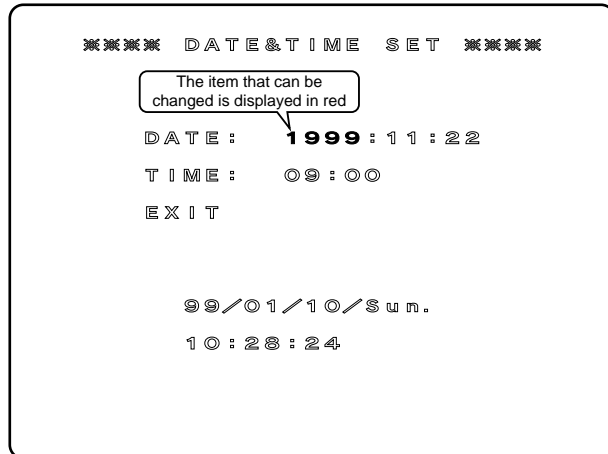 ※※※※ DATE&TIME SET ※※※※
The item that can be
changed is displayed in red
DATE: 1999:11:22
TIME: 09:00
EXIT
99/01/10/Sun.
10:28:24